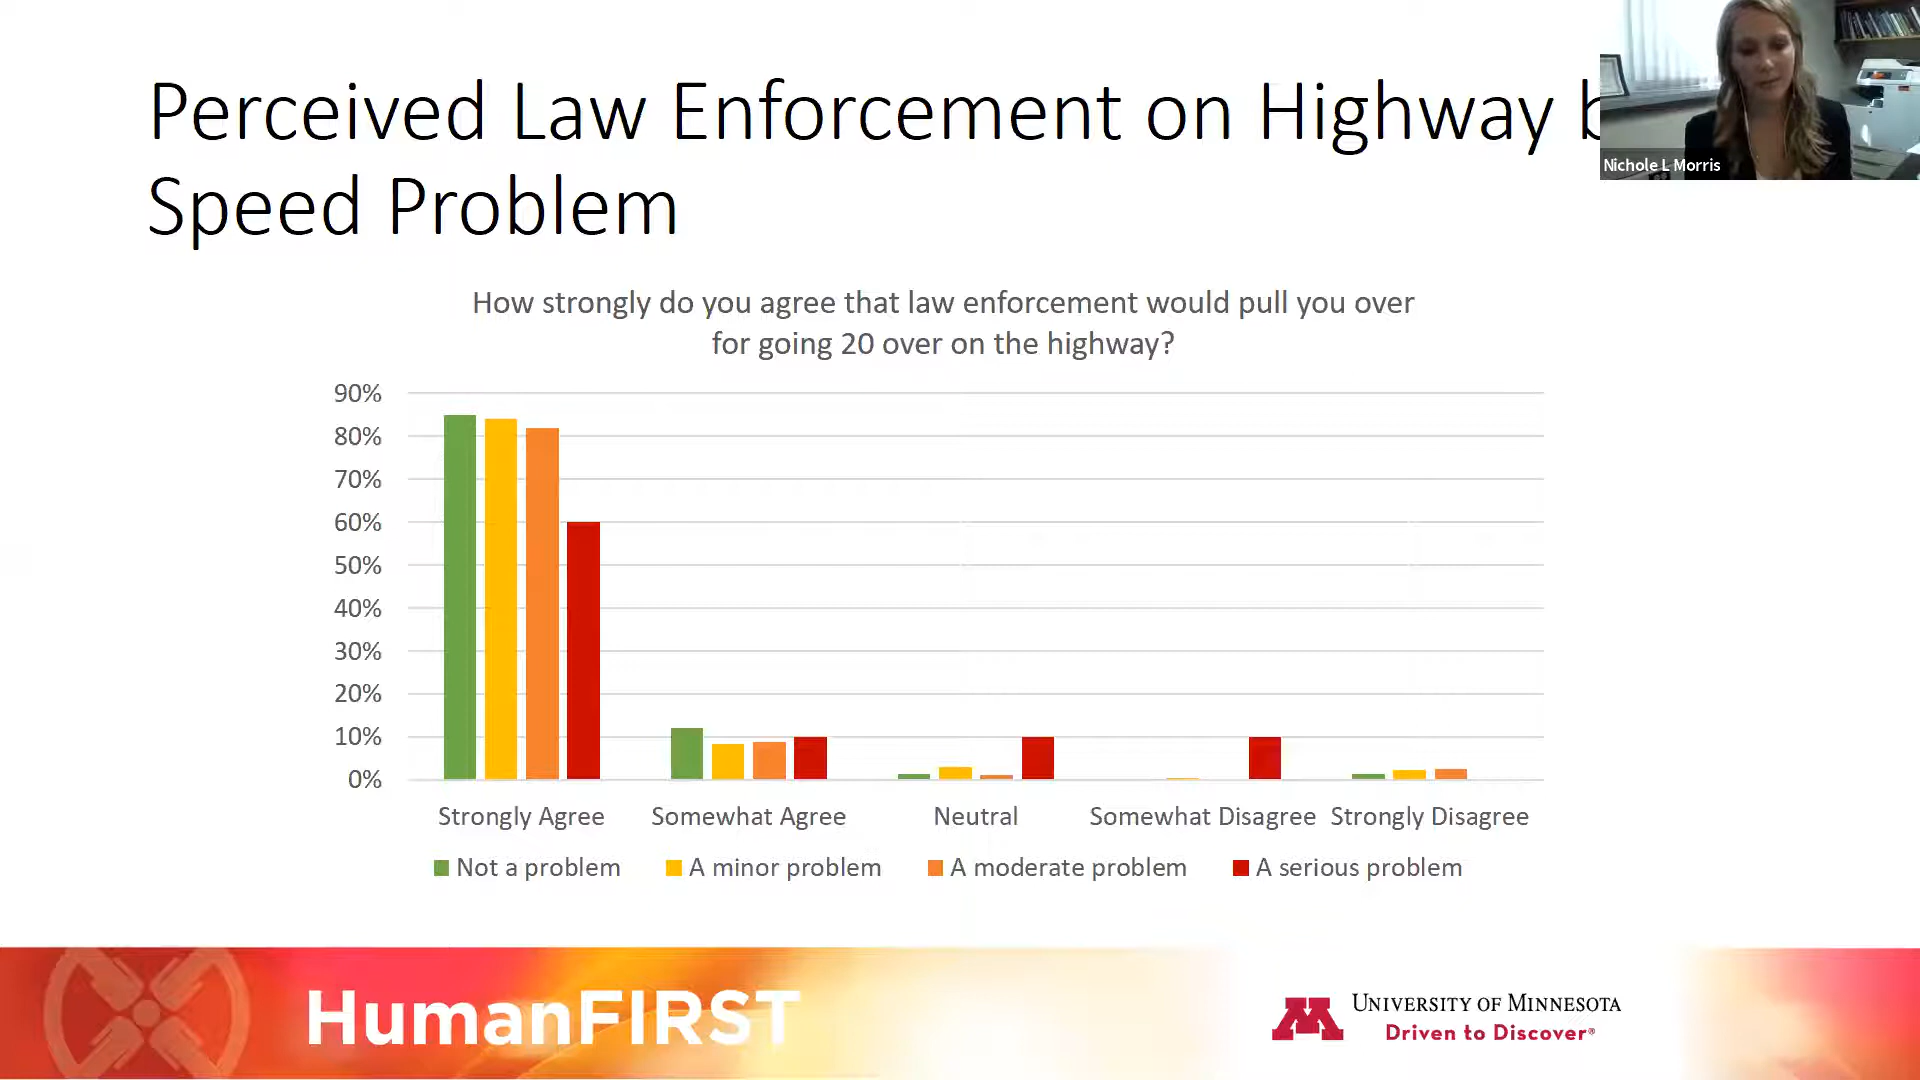 Perceived Law Enforcement on Highway
Speed Problem
Nichole L Morris
How strongly do you agree that law enforcement would pull you over
for going 20 over on the highway?
90%
80%
70%
60%
50%
40%
30%
20%
10%
0%
Strongly Agree Somewhat Agree Neutral Somewhat Disagree Strongly Disagree
Not a problem A minor problem A moderate problem A serious problem
HumanFIRST
UNIVERSITY OF MINNESOTA
Driven to Discover®